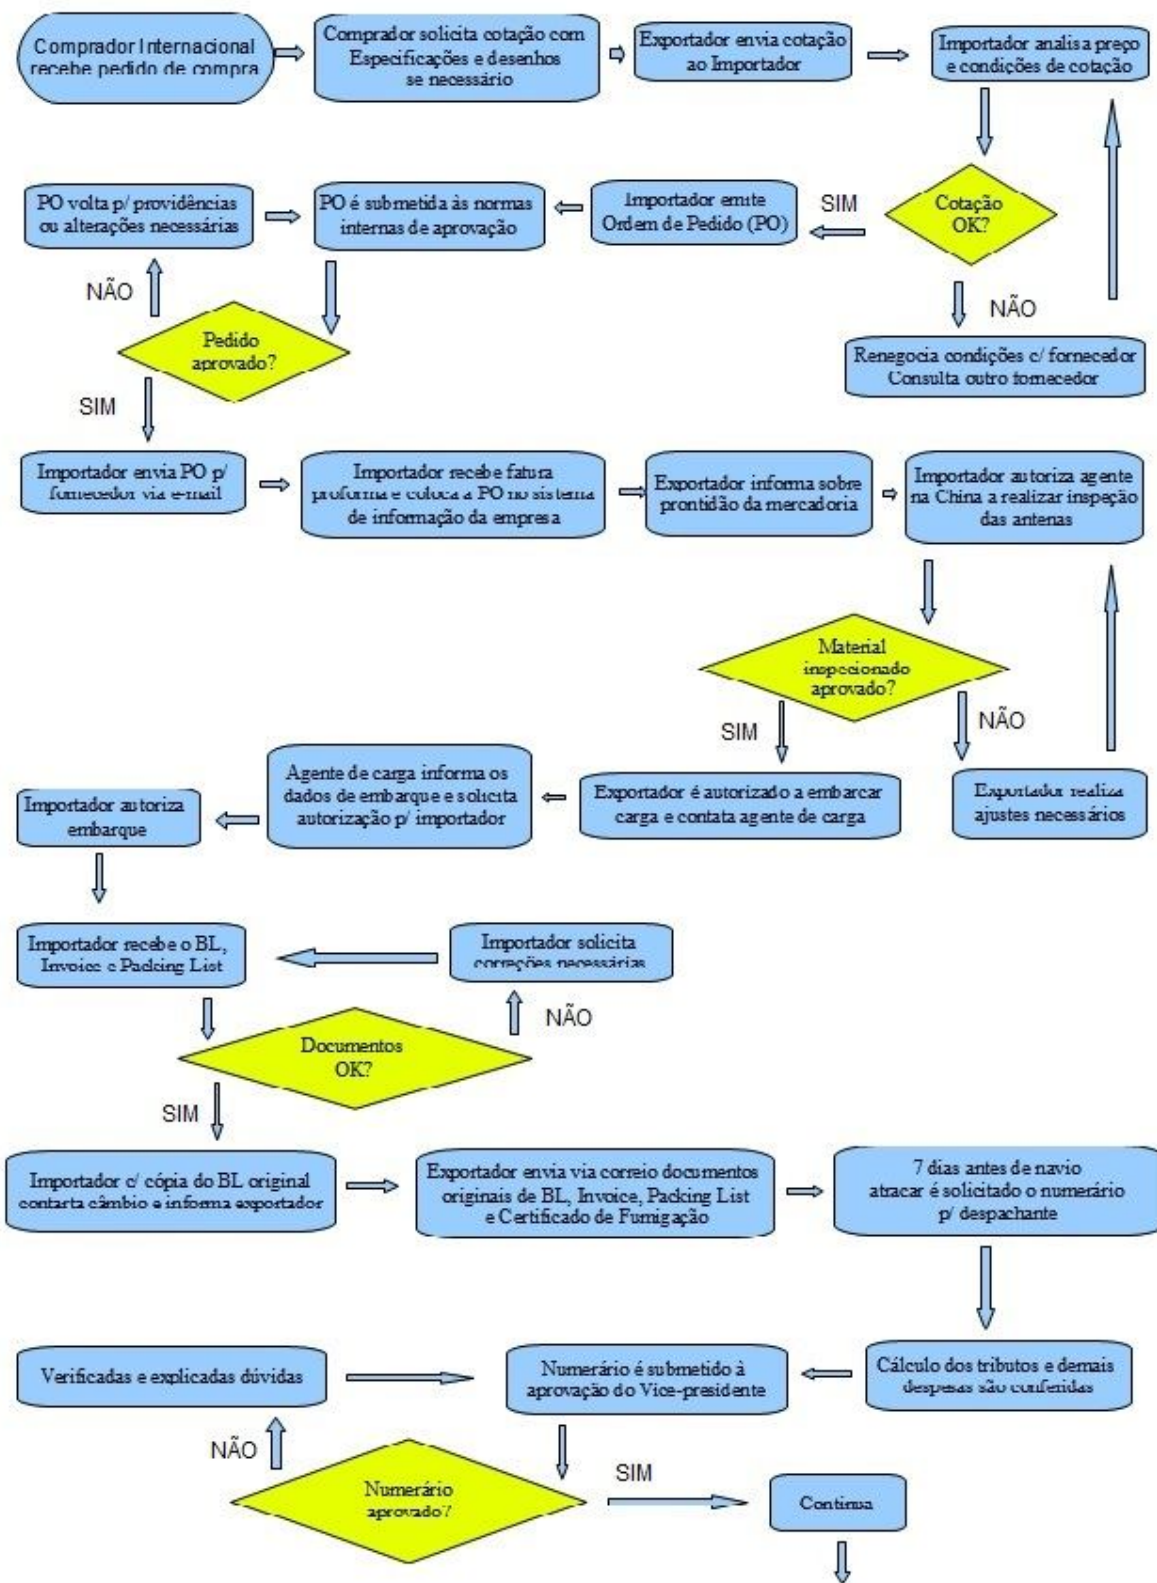 Comprador Internacional
recebe pedido de compra
Comprador solicita cotação com
Especificações e desenhos
se necessário
Exportador envia cotação
ao Importador
Importador analisa preço
e condições de cotação
PO volta p/ providências
ou alterações necessárias
PO é submetida às normas
internas de aprovação
Importador emite
Ordem de Pedido (PO)
SIM
Cotação
OK?
NÃO
NÃO
Pedido
aprovado?
Renegocia condições c/ fornecedor
Consulta outro fornecedor
SIM
Importador envia PO p/
fornecedor via e-mail
Importador recebe fatura
proforma e coloca a PO no sistema
de informação da empresa
Exportador informa sobre
prontidão da mercadoria
Importador autoriza agente
na China a realizar inspeção
das antenas
Material
inspecionado
aprovado?
SIM
NÃO
Importador autoriza
embarque
Agente de carga informa os
dados de embarque e solicita
autorização p/ importador
Exportador é autorizado a embarcar
carga e contata agente de carga
Exportador realiza
ajustes necessários
Importador recebe o BL,
Invoice e Packing List
Importador solicita
correções necessárias
NÃO
Documentos
OK?
SIM
Importador c/ cópia do BL original
contarta câmbio e informa exportador
Exportador envia via correio documentos
originais de BL, Invoice, Packing List
e Certificado de Fumigação
7 dias antes de navio
atracar é solicitado o numerário
p/ despachante
Verificadas e explicadas dúvidas
Numerário é submetido à
aprovação do Vice-presidente
Cálculo dos tributos e demais
despesas são conferidas
NÃO
Numerário
aprovado?
SIM
Continua